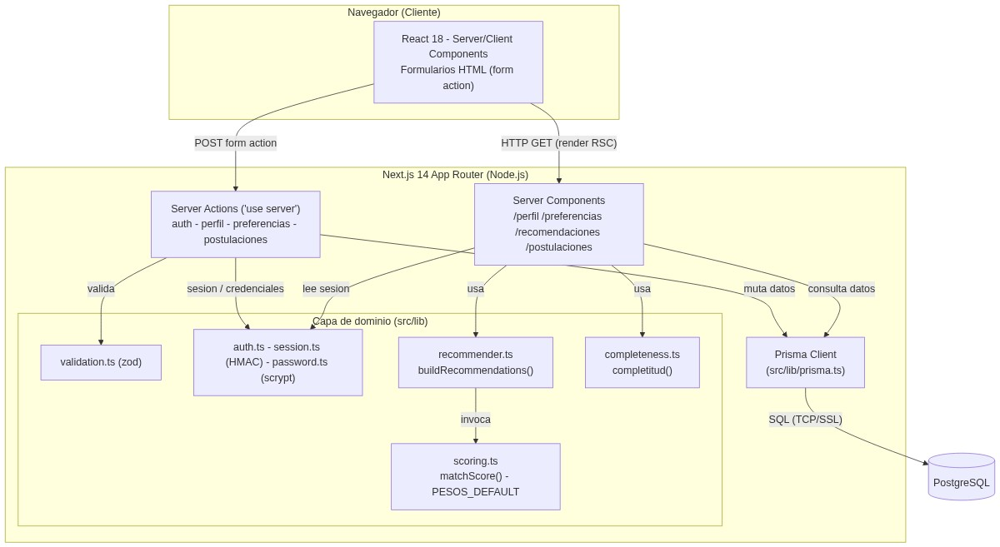 Navegador (Cliente)
React 18 - Server/Client
Components
Formularios HTML (form
action)
POST form action
HTTP GET (render RSC)
Next.js 14 App Router (Node.js)
Server Actions ('use server')
auth - perfil - preferencias -
postulaciones
Server Components
/perfil /preferencias
/recomendaciones
/postulaciones
valida
sesion / credenciales
lee sesion
usa
usa
muta datos
consulta datos
Capa de dominio (src/lib)
validation.ts (zod)
auth.ts - session.ts
(HMAC) - password.ts
(scrypt)
recommender.ts
buildRecommendations()
completeness.ts
completitud()
Prisma Client
(src/lib/prisma.ts)
invoca
SQL (TCP/SSL)
scoring.ts
matchScore() -
PESOS_DEFAULT
PostgreSQL